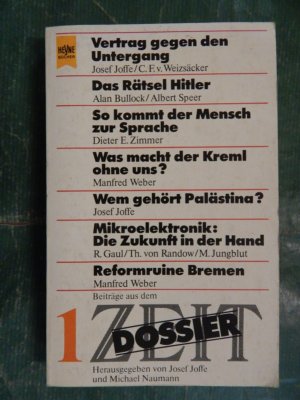 HEYNE
BÜCHER
Vertrag gegen den
Untergang
Josef Joffe/C.F.v.Weizsäcker
Das Rätsel Hitler
Alan Bullock/Albert Speer
So kommt der Mensch
zur Sprache
Dieter E. Zimmer
Was macht der Kreml
ohne uns?
Manfred Weber
Wem gehört Palästina?
Josef Joffe
Mikroelektronik:
Die Zukunft in der Hand
R. Gaul/Th. von Randow/M. Jungblut
Reformruine Bremen
Manfred Weber
Beiträge aus dem
1 ZEIT
DOSSIER
Herausgegeben von Josef Joffe
und Michael Naumann